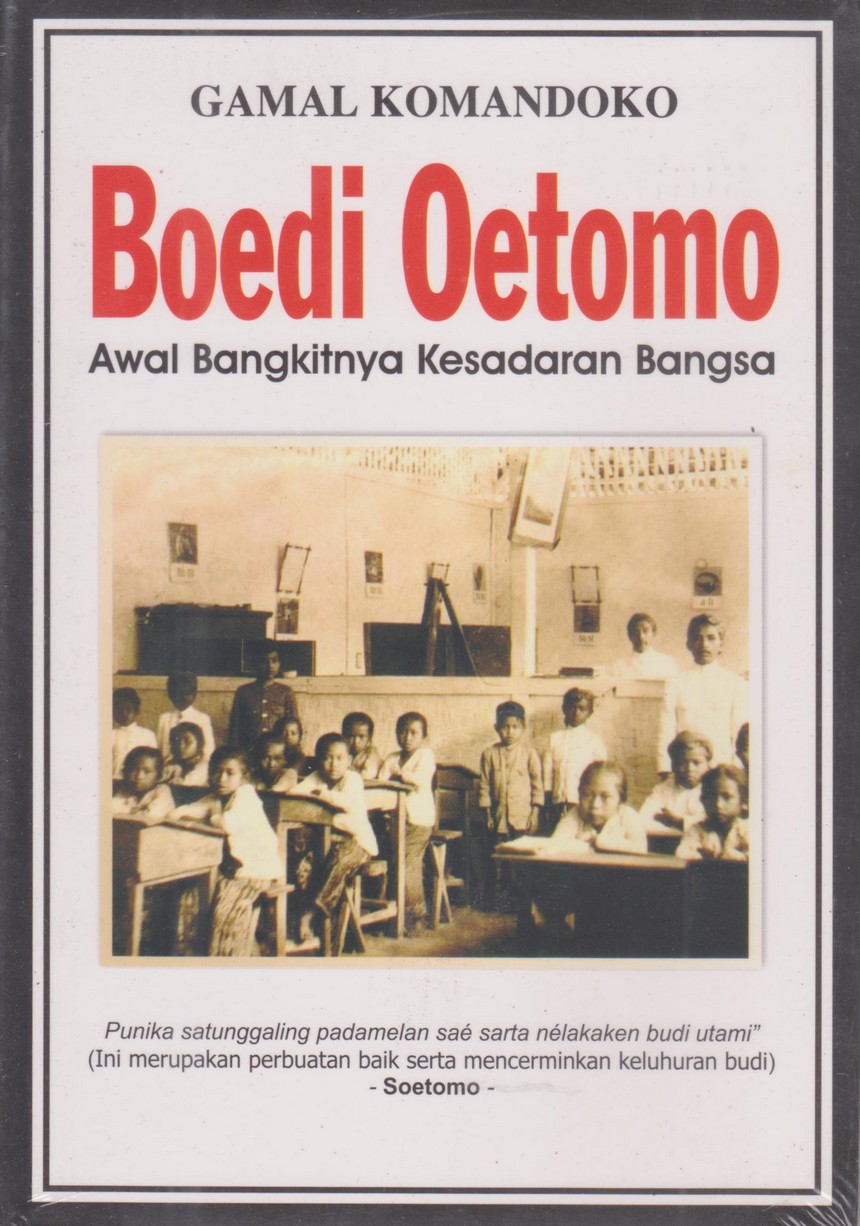 GAMAL KOMANDOKO
Boedi Oetomo
Awal Bangkitnya Kesadaran Bangsa
Punika satunggaling padamelan saé sarta nélakaken budi utami”
(Ini merupakan perbuatan baik serta mencerminkan keluhuran budi)
- Soetomo -